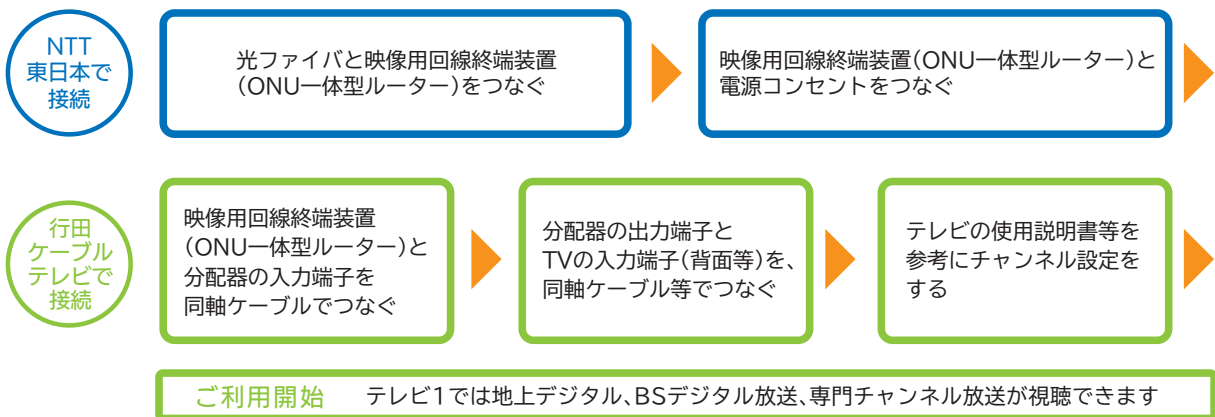 NTT
東日本で
接続
光ファイバと映像用回線終端装置
(ONU一体型ルーター)をつなぐ
映像用回線終端装置(ONU一体型ルーター)と
電源コンセントをつなぐ
行田
ケーブル
テレビで
接続
映像用回線終端装置
(ONU一体型ルーター)と
分配器の入力端子を
同軸ケーブルでつなぐ
分配器の出力端子と
TVの入力端子(背面等)を、
同軸ケーブル等でつなぐ
テレビの使用説明書等を
参考にチャンネル設定を
する
ご利用開始 テレビ1では地上デジタル、BSデジタル放送、専門チャンネル放送が視聴できます